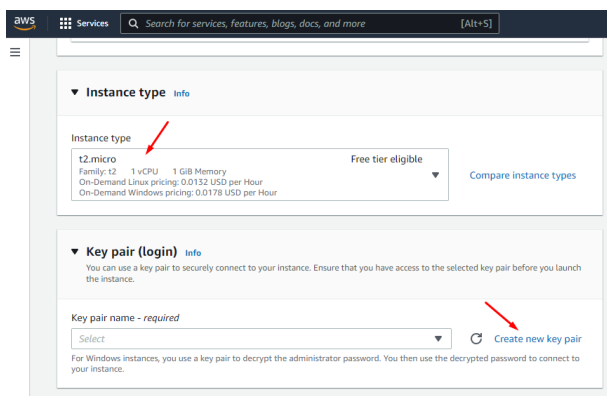 aws
Services
Search for services, features, blogs, docs, and more
[Alt+S]
Instance type Info
Instance type
t2.micro Free tier eligible
Family: t2 1 vCPU 1 GiB Memory
On-Demand Linux pricing: 0.0132 USD per Hour
On-Demand Windows pricing: 0.0178 USD per Hour
Compare instance types
Key pair (login) Info
You can use a key pair to securely connect to your instance. Ensure that you have access to the selected key pair before you launch
the instance.
Key pair name - required
Select
Create new key pair
For Windows instances, you use a key pair to decrypt the administrator password. You then use the decrypted password to connect to
your instance.